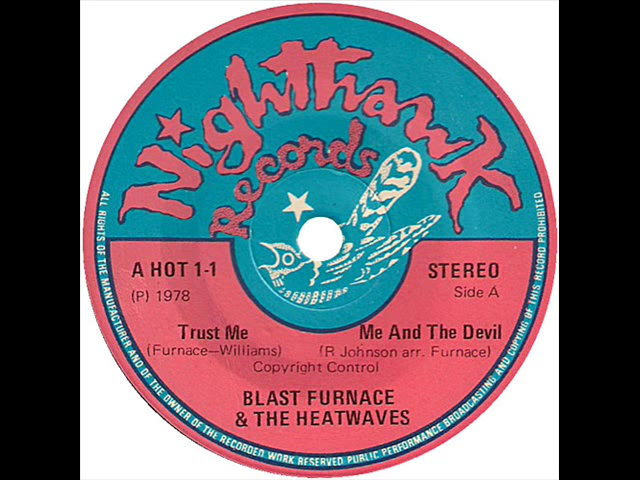 Nighthawk
Records
A HOT 1-1
STEREO
(P) 1978
Side A
Trust Me
Me And The Devil
(Furnace—Williams)
(R Johnson arr. Furnace)
Copyright Control
BLAST FURNACE
& THE HEATWAVES
ALL RIGHTS OF THE MANUFACTURER AND OF THE OWNER OF THE RECORDED WORK RESERVED PUBLIC PERFORMANCE BROADCASTING AND COPYING OF THIS RECORD PROHIBITED